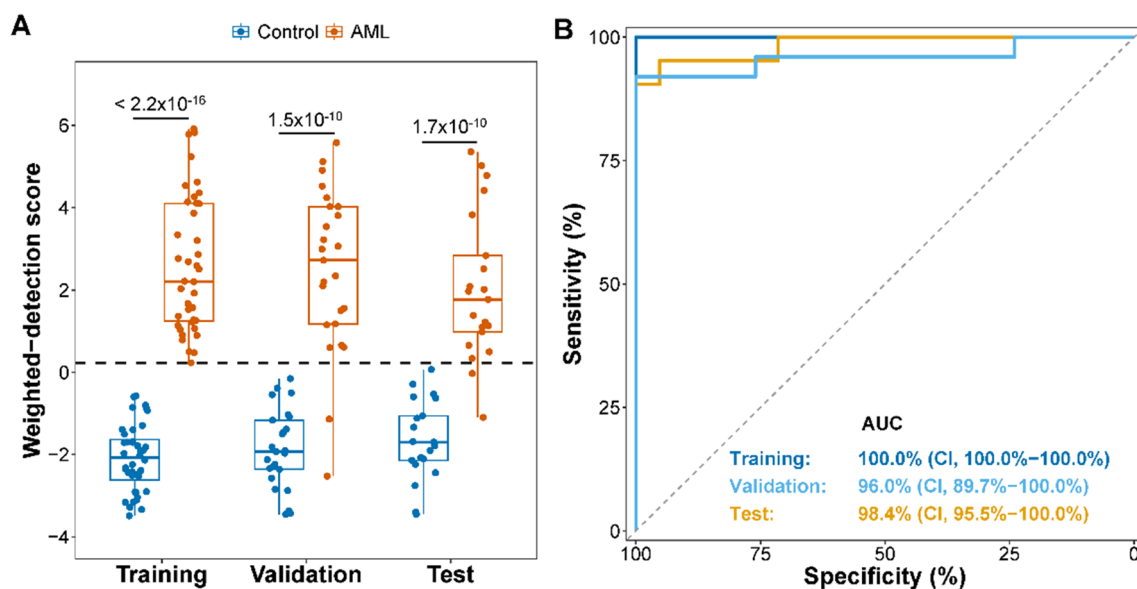 A
Control AML
Weighted-detection score
6
4
2
0
−2
−4
< 2.2x10-16
1.5x10-10
1.7x10-10
Training Validation Test
B
Sensitivity (%)
100
75
50
25
0
AUC
Training: 100.0% (CI, 100.0%−100.0%)
Validation: 96.0% (CI, 89.7%−100.0%)
Test: 98.4% (CI, 95.5%−100.0%)
100 75 50 25 0
Specificity (%)